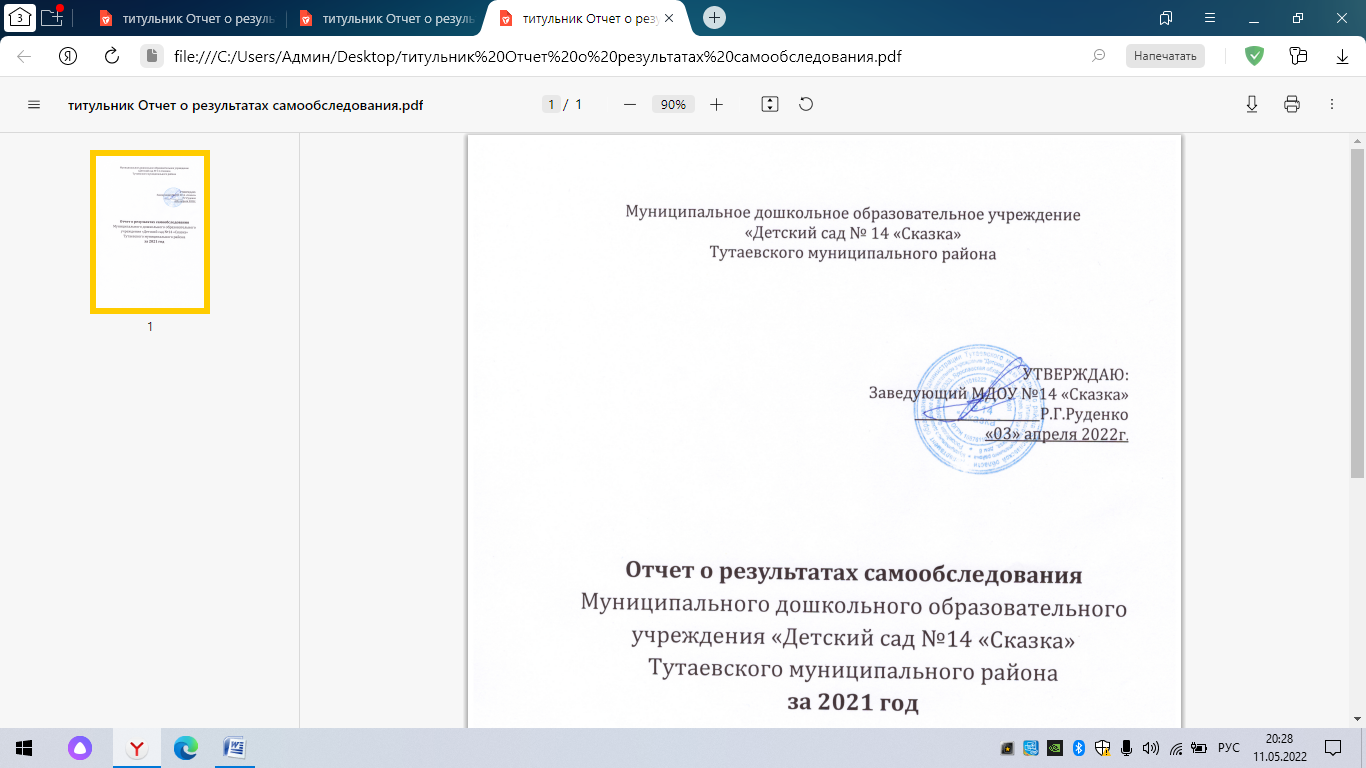 3
титульник Отчет о резуль
титульник Отчет о резуль
титульник Отчет о рез
file:///C:/Users/Админ/Desktop/титульник%20Отчет%20о%20результатах%20самообследования.pdf
Напечатать
титульник Отчет о результатах самообследования.pdf
1 / 1
90%
1
Муниципальное дошкольное образовательное учреждение
«Детский сад № 14 «Сказка»
Тутаевского муниципального района
УТВЕРЖДАЮ:
Заведующий МДОУ №14 «Сказка»
Р.Г.Руденко
«03» апреля 2022г.
Отчет о результатах самообследования
Муниципального дошкольного образовательного
учреждения «Детский сад №14 «Сказка»
Тутаевского муниципального района
за 2021 год
РУС
20:28
11.05.2022